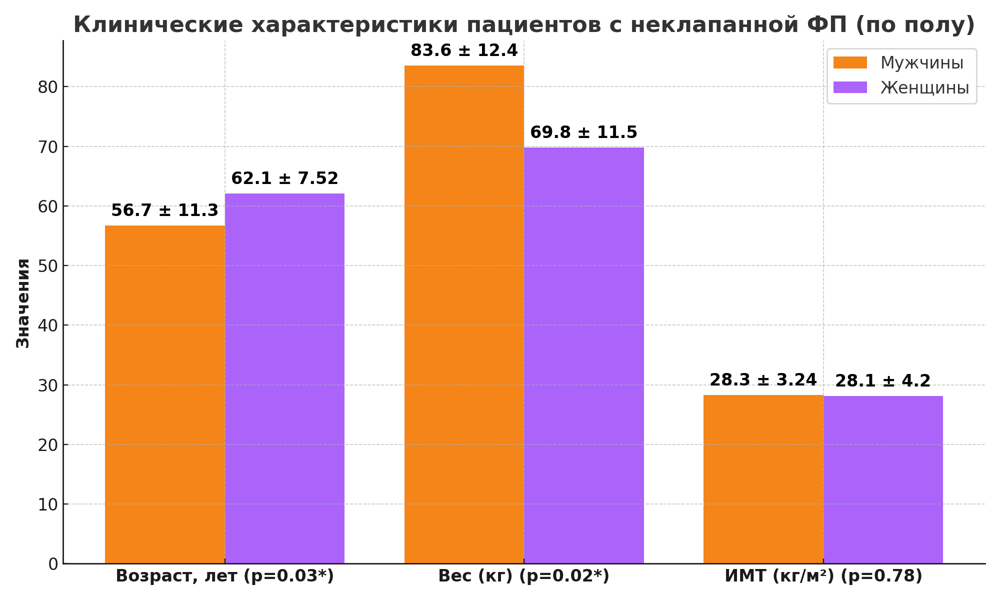 Клинические характеристики пациентов с неклапанной ФП (по полу)
Мужчины
Женщины
83.6 ± 12.4
69.8 ± 11.5
62.1 ± 7.52
56.7 ± 11.3
28.3 ± 3.24
28.1 ± 4.2
Значения
80
70
60
50
40
30
20
10
0
Возраст, лет (p=0.03*)
Вес (кг) (p=0.02*)
ИМТ (кг/м²) (p=0.78)